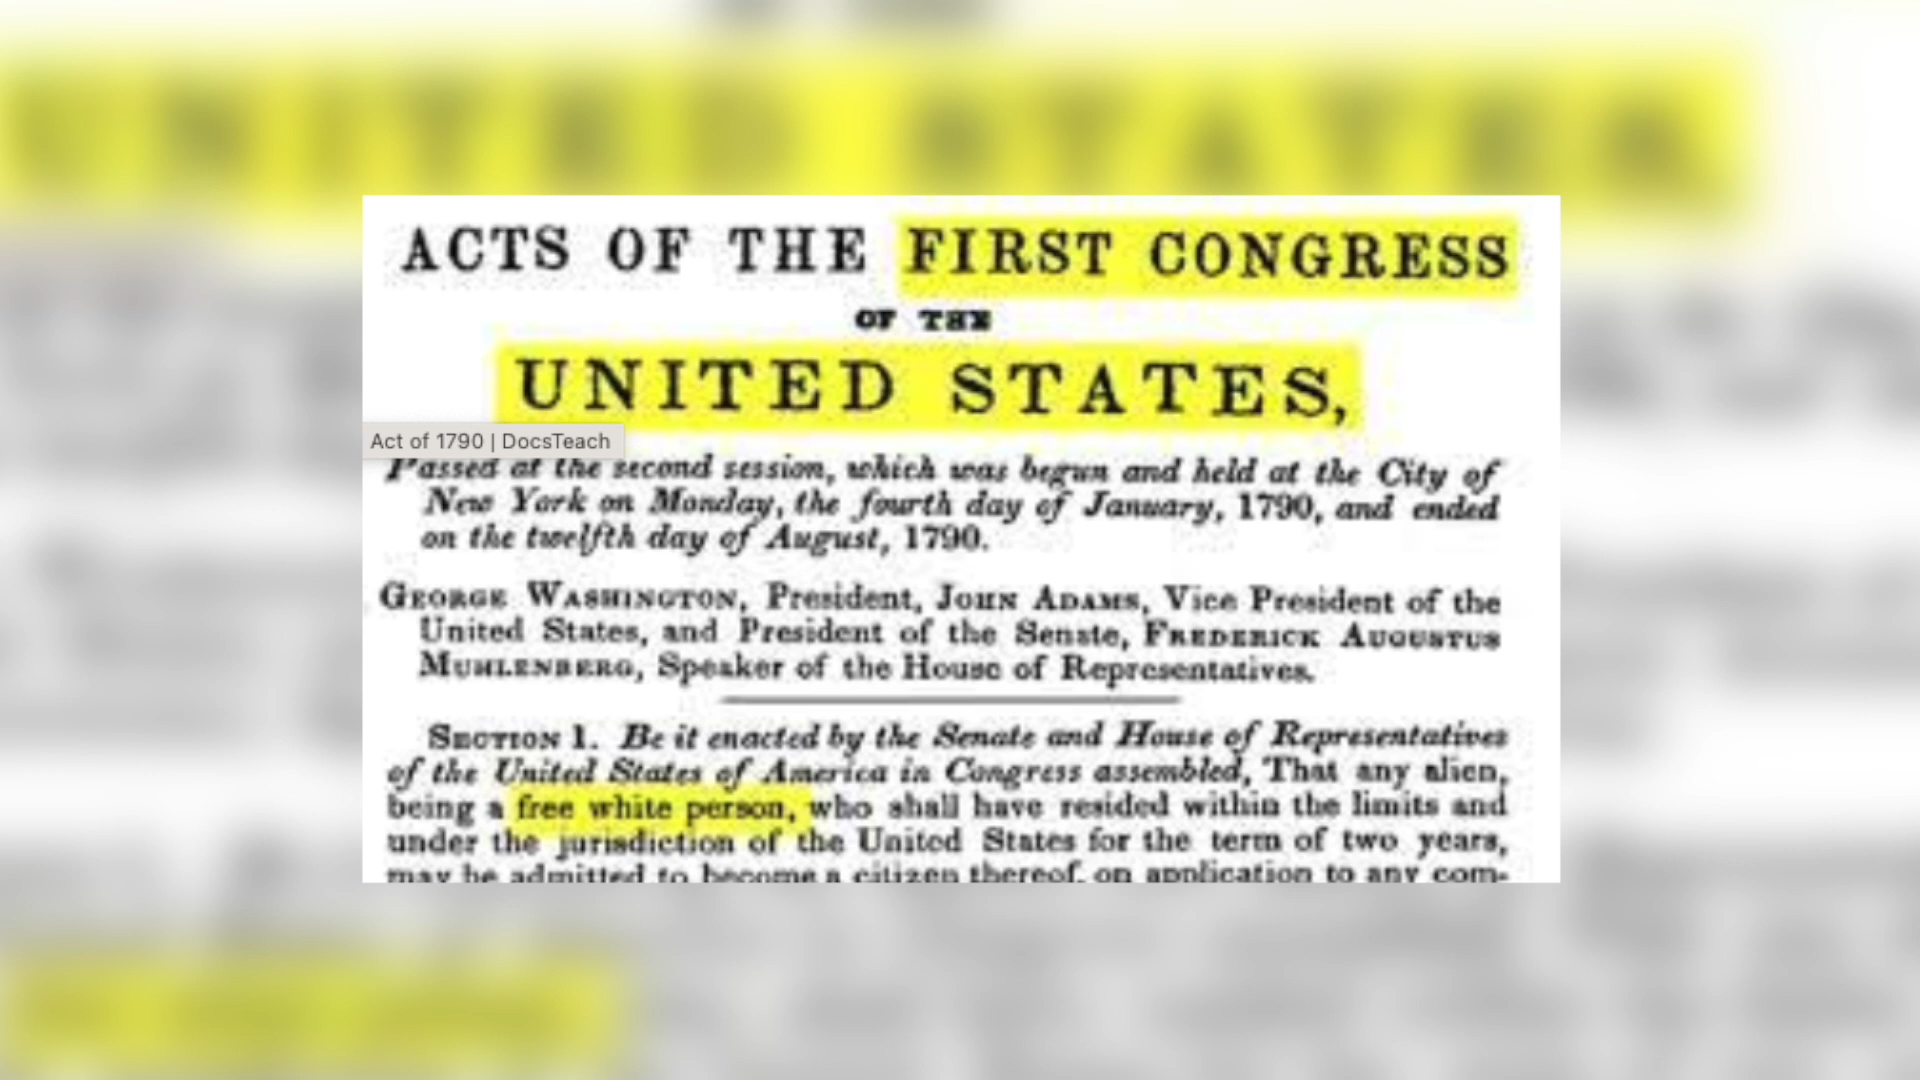 ACTS OF THE FIRST CONGRESS
OF THE
UNITED STATES,
Act of 1790 | DocsTeach
Passed at the second session, which was begun and held at the City of
New York on Monday, the fourth day of January, 1790, and ended
on the twelfth day of August, 1790.
GEORGE WASHINGTON, President, JOHN ADAMS, Vice President of the
United States, and President of the Senate, FREDERICK AUGUSTUS
MUHLENBERG, Speaker of the House of Representatives.
SECTION 1. Be it enacted by the Senate and House of Representatives
of the United States of America in Congress assembled, That any alien,
being a free white person, who shall have resided within the limits and
under the jurisdiction of the United States for the term of two years,
may be admitted to become a citizen thereof, on application to any com-